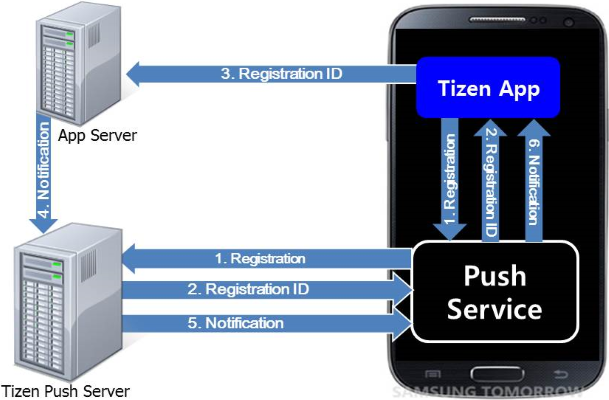 3. Registration ID
Tizen App
App Server
4. Notification
1. Registration
2. Registration ID
6. Notification
1. Registration
2. Registration ID
5. Notification
Push
Service
Tizen Push Server
SAMSUNG TOMORROW